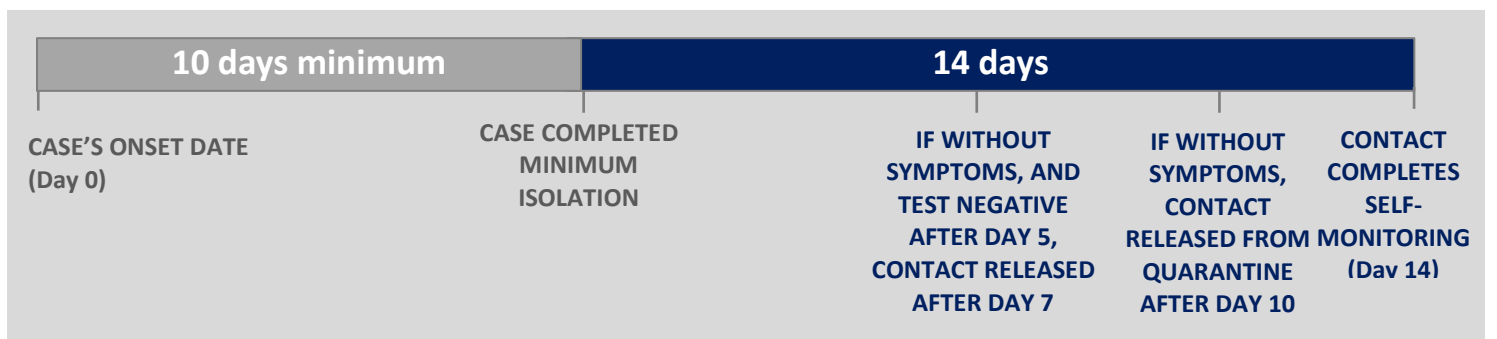 10 days minimum
14 days
CASE’S ONSET DATE
(Day 0)
CASE COMPLETED
MINIMUM
ISOLATION
IF WITHOUT
SYMPTOMS, AND
TEST NEGATIVE
AFTER DAY 5,
CONTACT RELEASED
AFTER DAY 7
IF WITHOUT
SYMPTOMS,
CONTACT
RELEASED FROM
QUARANTINE
AFTER DAY 10
CONTACT
COMPLETES
SELF-
MONITORING
(Day 14)